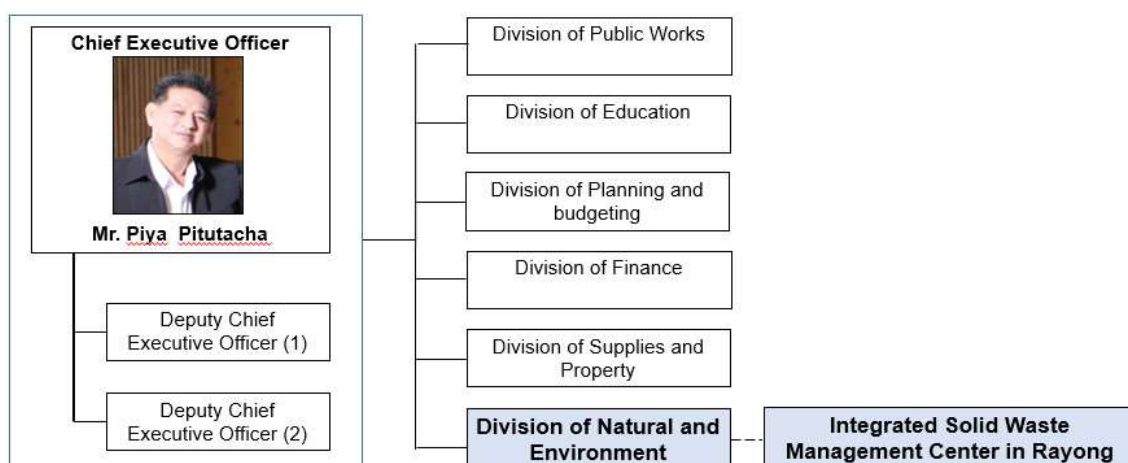 Chief Executive Officer
Mr. Piya Pitutacha
Deputy Chief
Executive Officer (1)
Deputy Chief
Executive Officer (2)
Division of Public Works
Division of Education
Division of Planning and
budgeting
Division of Finance
Division of Supplies and
Property
Division of Natural and
Environment
Integrated Solid Waste
Management Center in Rayong